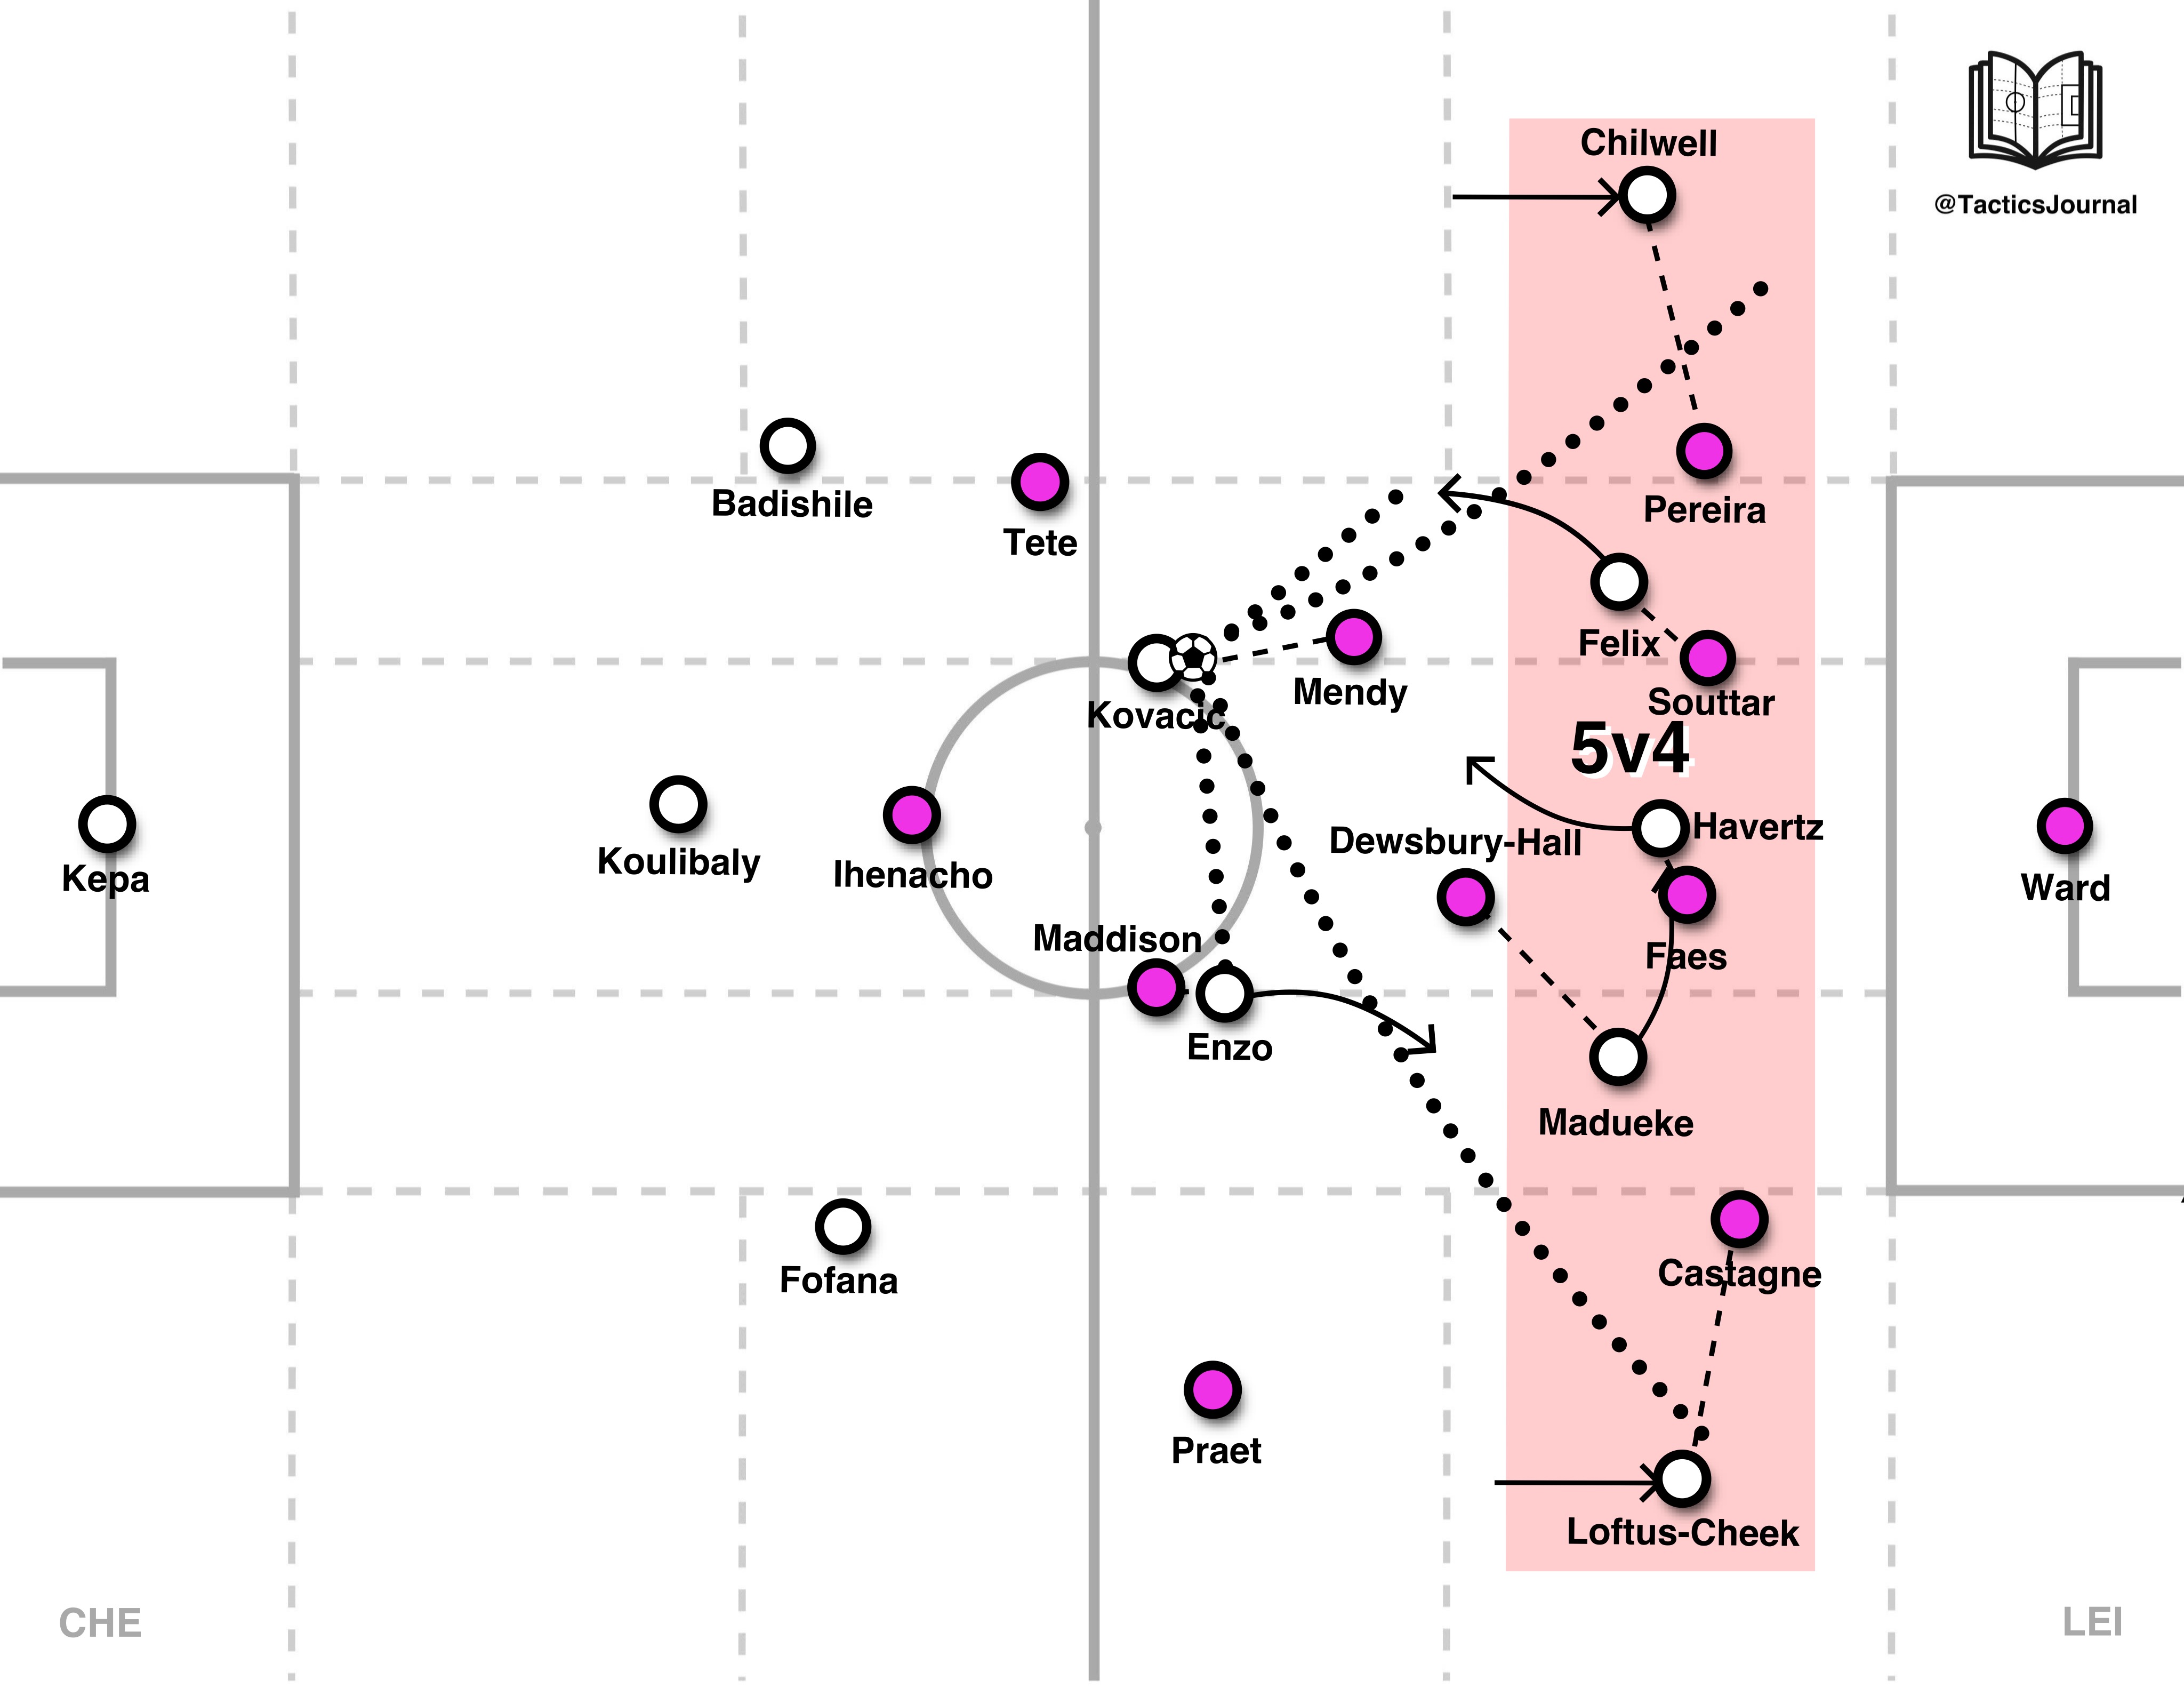 Chilwell
@TacticsJournal
Badishile
Tete
Pereira
Felix
Mendy
Souttar
Kovacic
5v4
Havertz
Dewsbury-Hall
Koulibaly
Ihenacho
Kepa
Ward
Maddison
Faes
Enzo
Madueke
Fofana
Castagne
Praet
Loftus-Cheek
CHE
LEI